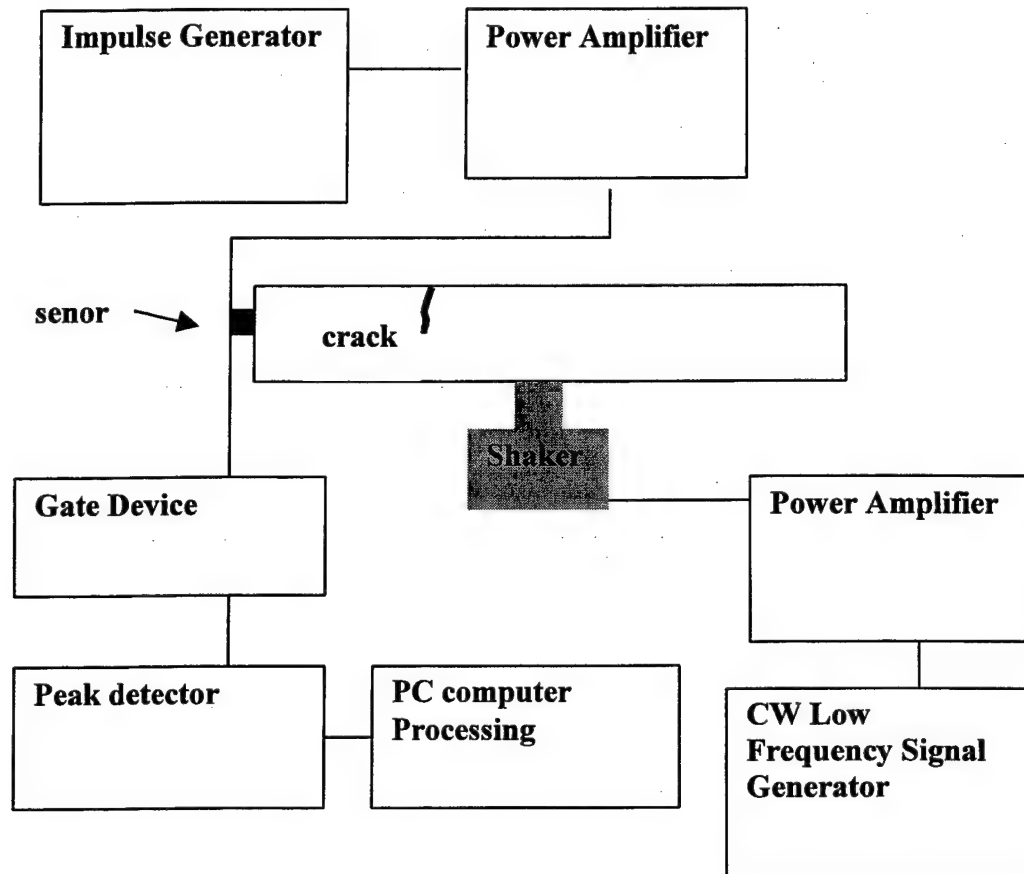 Impulse Generator
Power Amplifier
senor
crack
Shaker
Gate Device
Power Amplifier
Peak detector
PC computer
Processing
CW Low
Frequency Signal
Generator